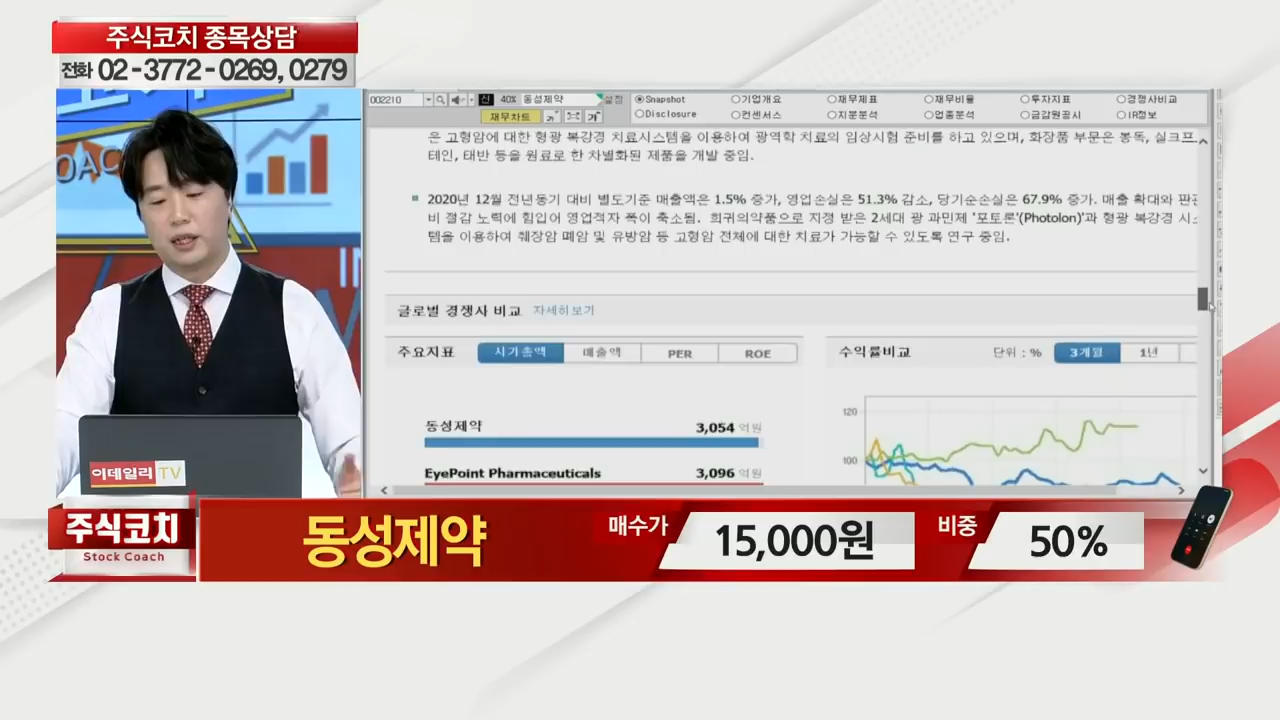 주식코치 종목상담
전화 02-3772-0269, 0279
OAC
IN
002210 신 40% 동성제약 설정
재무차트
Snapshot 기업개요 재무제표 재무비율 투자지표 경쟁사비교
Disclosure 컨센서스 지분분석 업종분석 금감원공시 IR정보
은 고형암에 대한 형광 복강경 치료시스템을 이용하여 광역학 치료의 임상시험 준비를 하고 있으며, 화장품 부문은 봉독, 실크프
테인, 태반 등을 원료로 한 차별화된 제품을 개발 중임.
2020년 12월 전년동기 대비 별도기준 매출액은 1.5% 증가, 영업손실은 51.3% 감소, 당기순손실은 67.9% 증가. 매출 확대와 판관
비 절감 노력에 힘입어 영업적자 폭이 축소됨. 희귀의약품으로 지정 받은 2세대 광 과민제 '포토론'(Photolon)'과 형광 복강경 시스
템을 이용하여 췌장암 폐암 및 유방암 등 고형암 전체에 대한 치료가 가능할 수 있도록 연구 중임.
글로벌 경쟁사 비교 자세히보기
주요지표 시가총액 매출액 PER ROE
수익률비교 단위 : % 3개월 1년
동성제약 3,054 억원
EyePoint Pharmaceuticals 3,096 억원
120
100
이데일리 TV
주식코치
Stock Coach
동성제약 매수가 15,000원 비중 50%